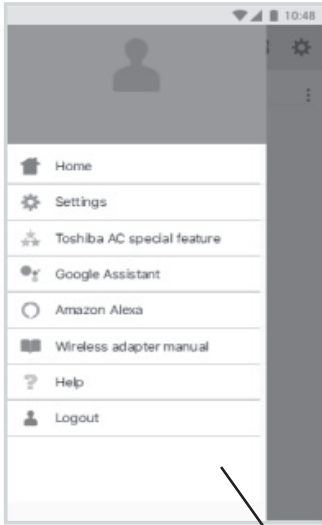 10:48
Home
Settings
Toshiba AC special feature
Google Assistant
Amazon Alexa
Wireless adapter manual
Help
Logout